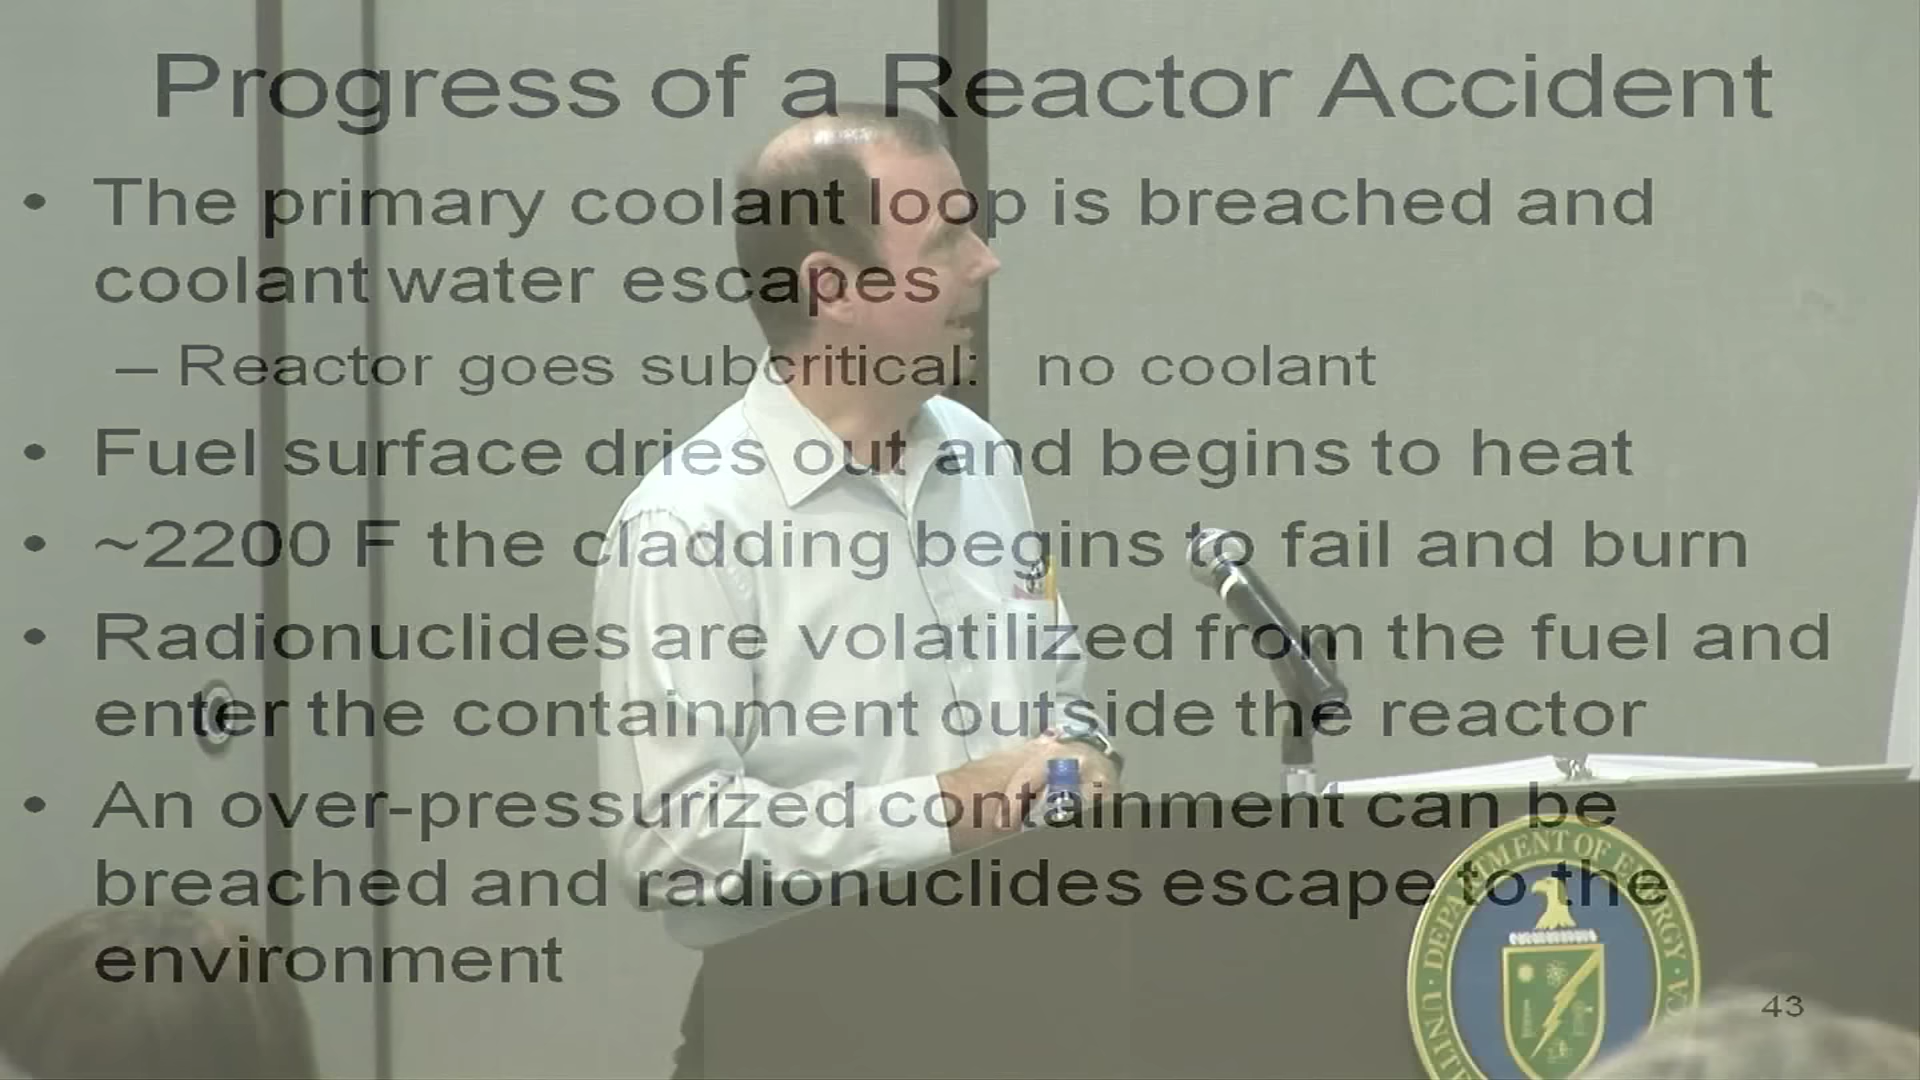 Progress of a Reactor Accident
• The primary coolant loop is breached and
coolant water escapes
– Reactor goes subcritical: no coolant
• Fuel surface dries out and begins to heat
• ~2200 F the cladding begins to fail and burn
• Radionuclides are volatilized from the fuel and
enter the containment outside the reactor
• An over-pressurized containment can be
breached and radionuclides escape to the
environment
43
DEPARTMENT OF ENERGY